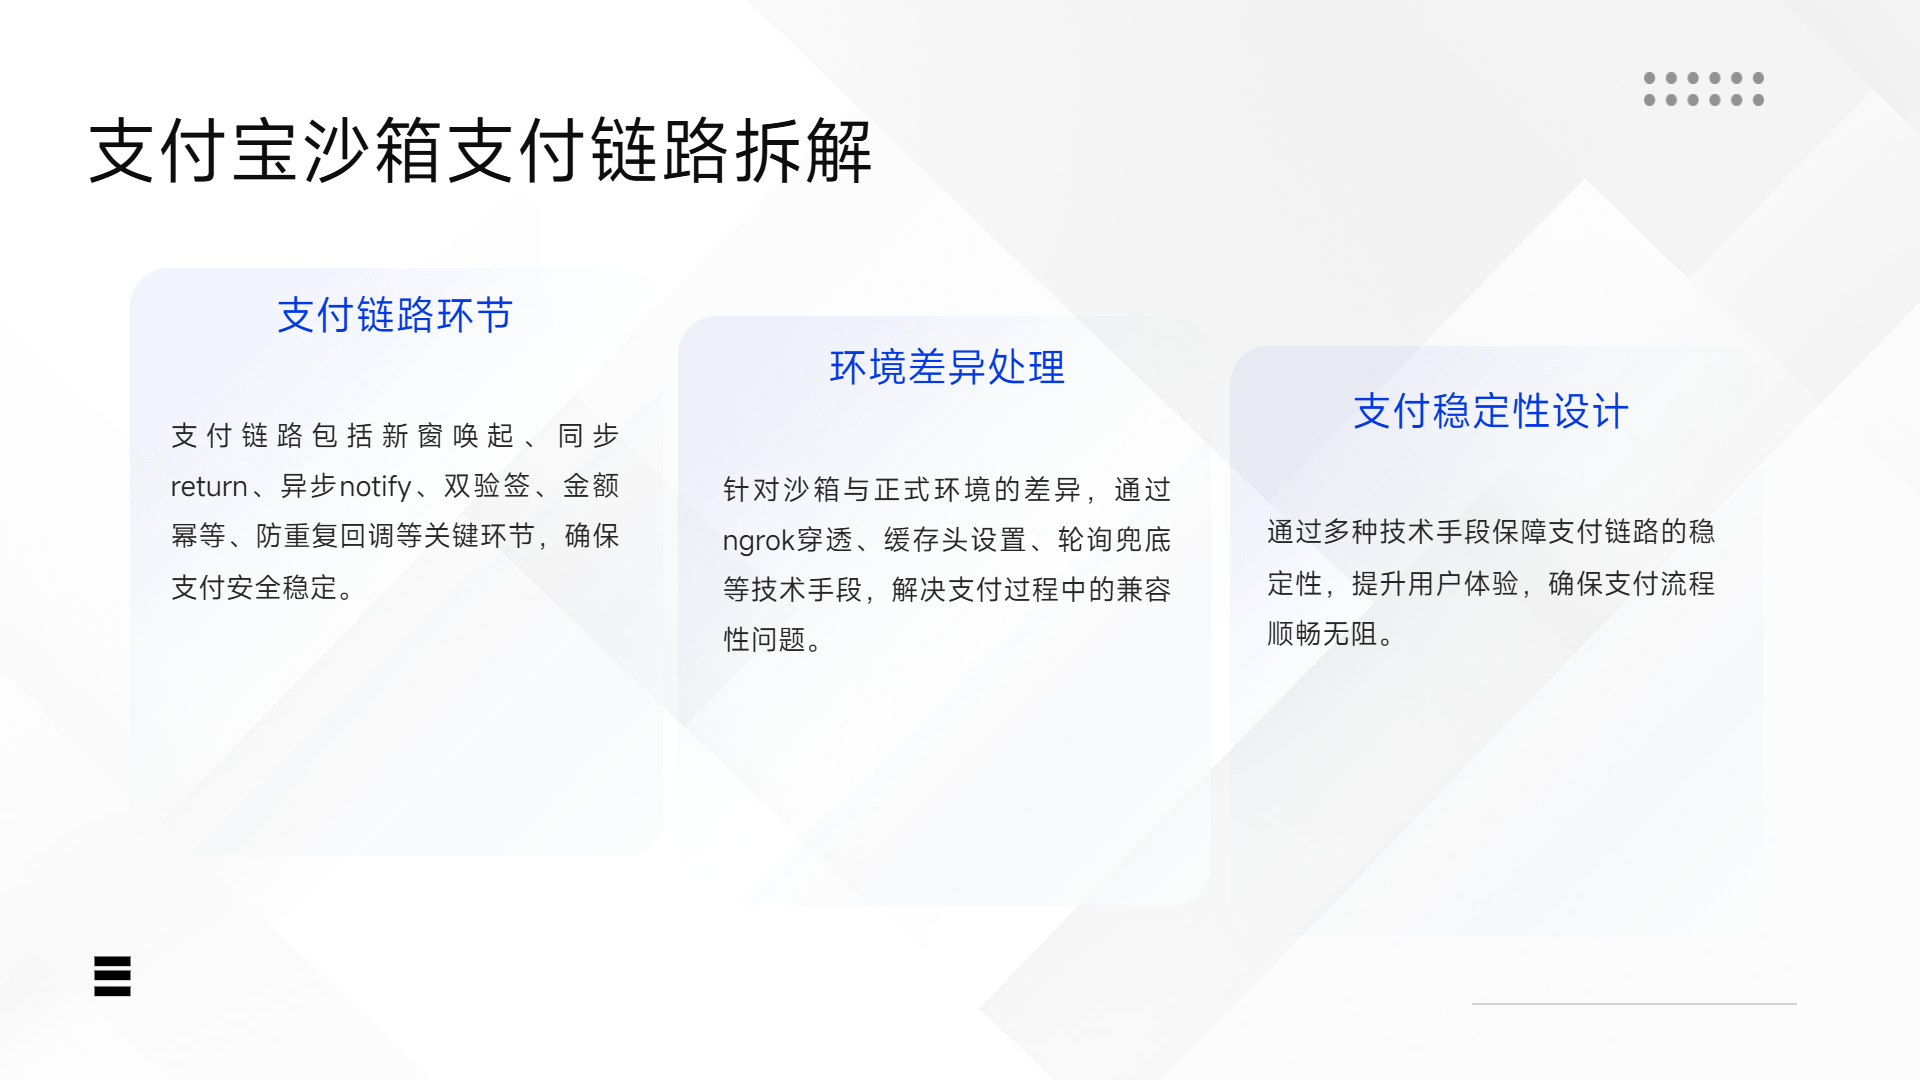 支付宝沙箱支付链路拆解
支付链路环节
支付链路包括新窗唤起、同步
return、异步notify、双验签、金额
幂等、防重复回调等关键环节，确保
支付安全稳定。
环境差异处理
针对沙箱与正式环境的差异，通过
ngrok穿透、缓存头设置、轮询兜底
等技术手段，解决支付过程中的兼容
性问题。
支付稳定性设计
通过多种技术手段保障支付链路的稳
定性，提升用户体验，确保支付流程
顺畅无阻。